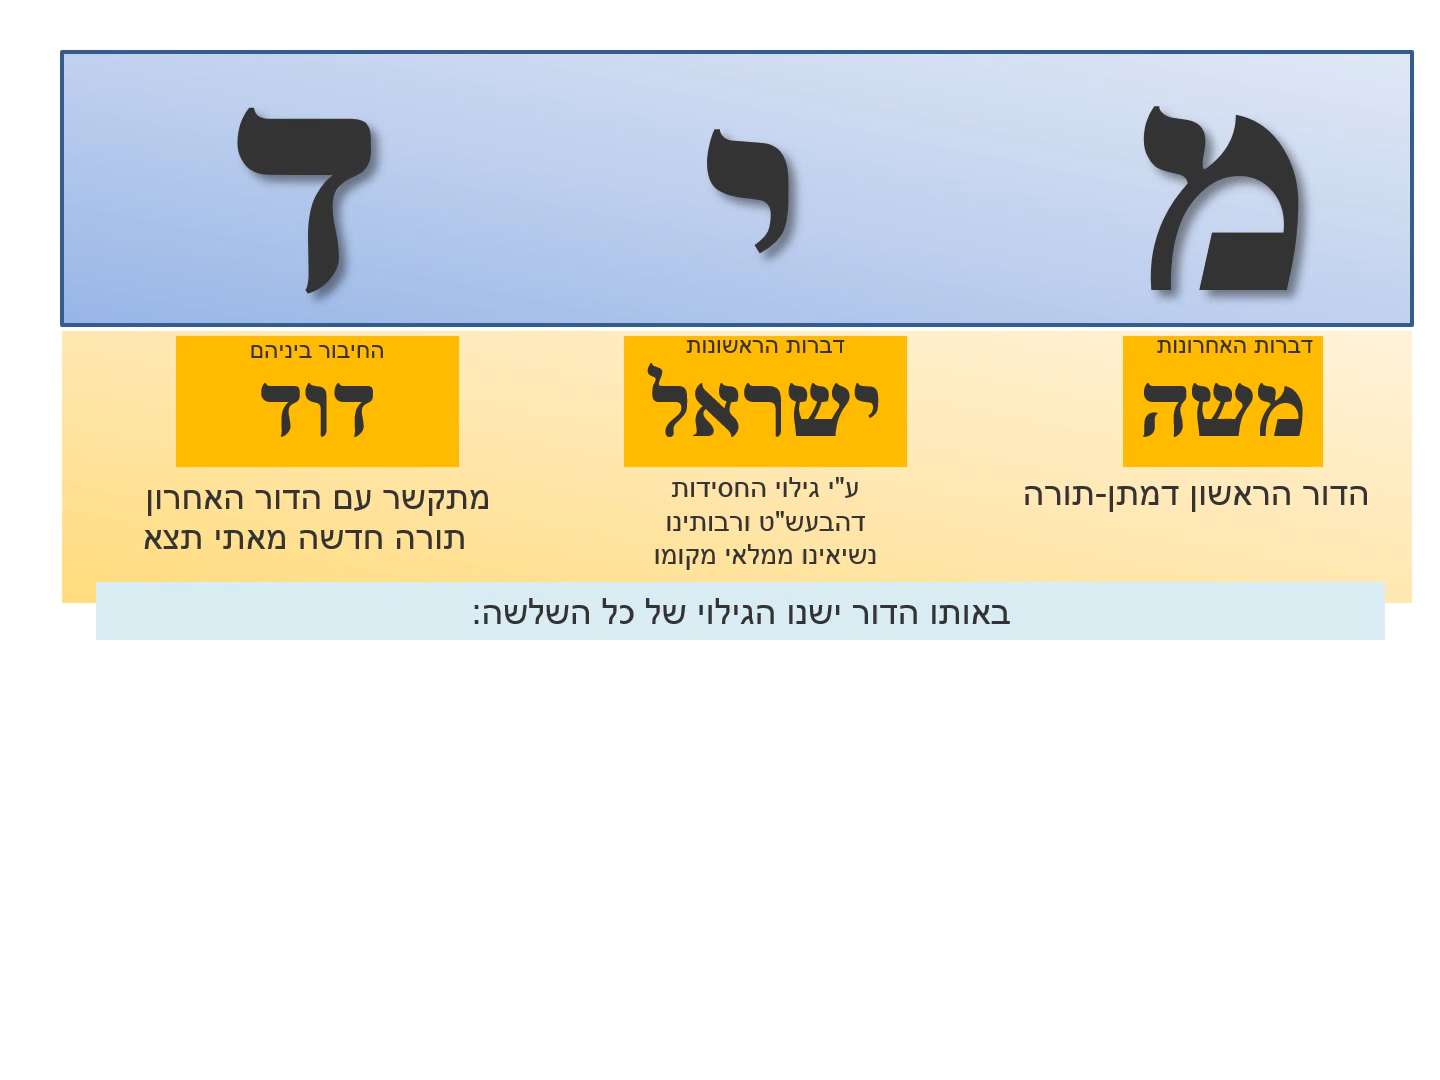 מ י ד
דברות האחרונות
משה
הדור הראשון דמתן-תורה
דברות הראשונות
ישראל
ע"י גילוי החסידות
דהבעש"ט ורבותינו
נשיאינו ממלאי מקומו
החיבור ביניהם
דוד
מתקשר עם הדור האחרון
תורה חדשה מאתי תצא
באותו הדור ישנו הגילוי של כל השלשה: